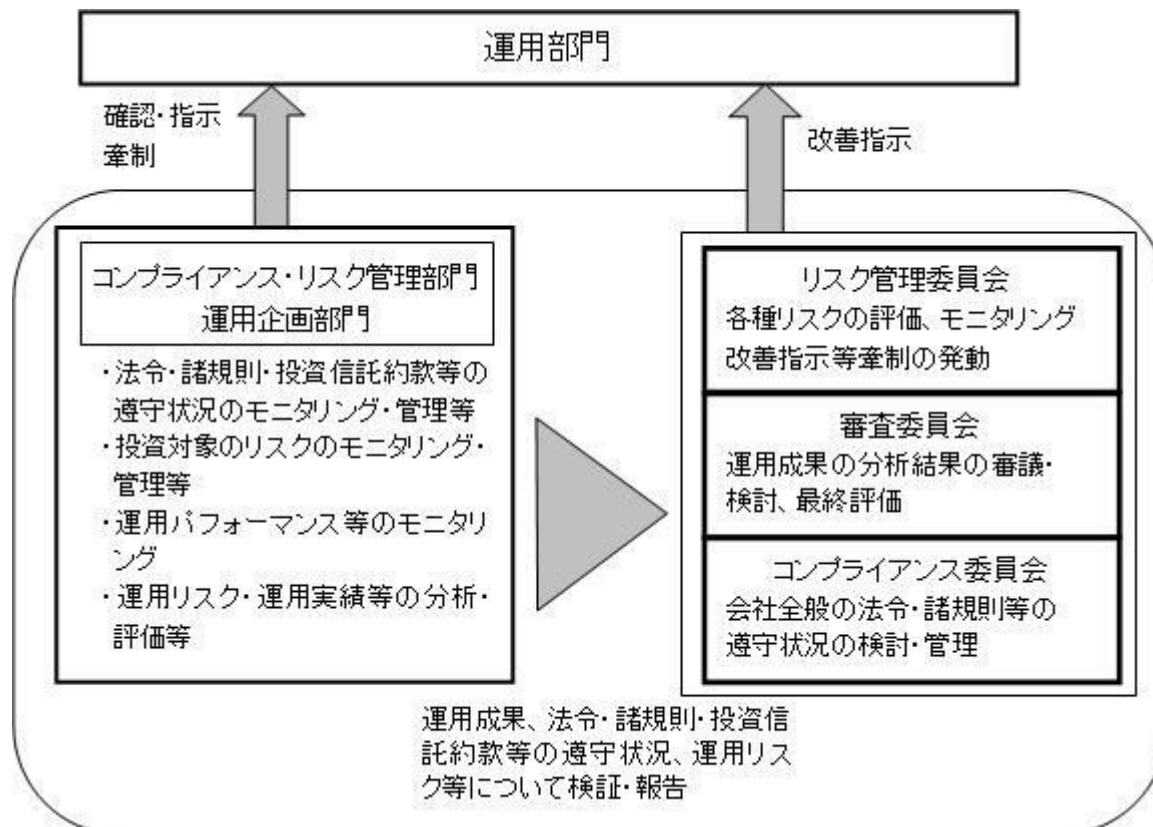 運用部門
確認・指示
牽制
改善指示
コンプライアンス・リスク管理部門
運用企画部門
・法令・諸規則・投資信託約款等の
遵守状況のモニタリング・管理等
・投資対象のリスクのモニタリング・
管理等
・運用パフォーマンス等のモニタリ
ング
・運用リスク・運用実績等の分析・
評価等
リスク管理委員会
各種リスクの評価、モニタリング
改善指示等牽制の発動
審査委員会
運用成果の分析結果の審議・
検討、最終評価
コンプライアンス委員会
会社全般の法令・諸規則等の
遵守状況の検討・管理
運用成果、法令・諸規則・投資信
託約款等の遵守状況、運用リス
ク等について検証・報告